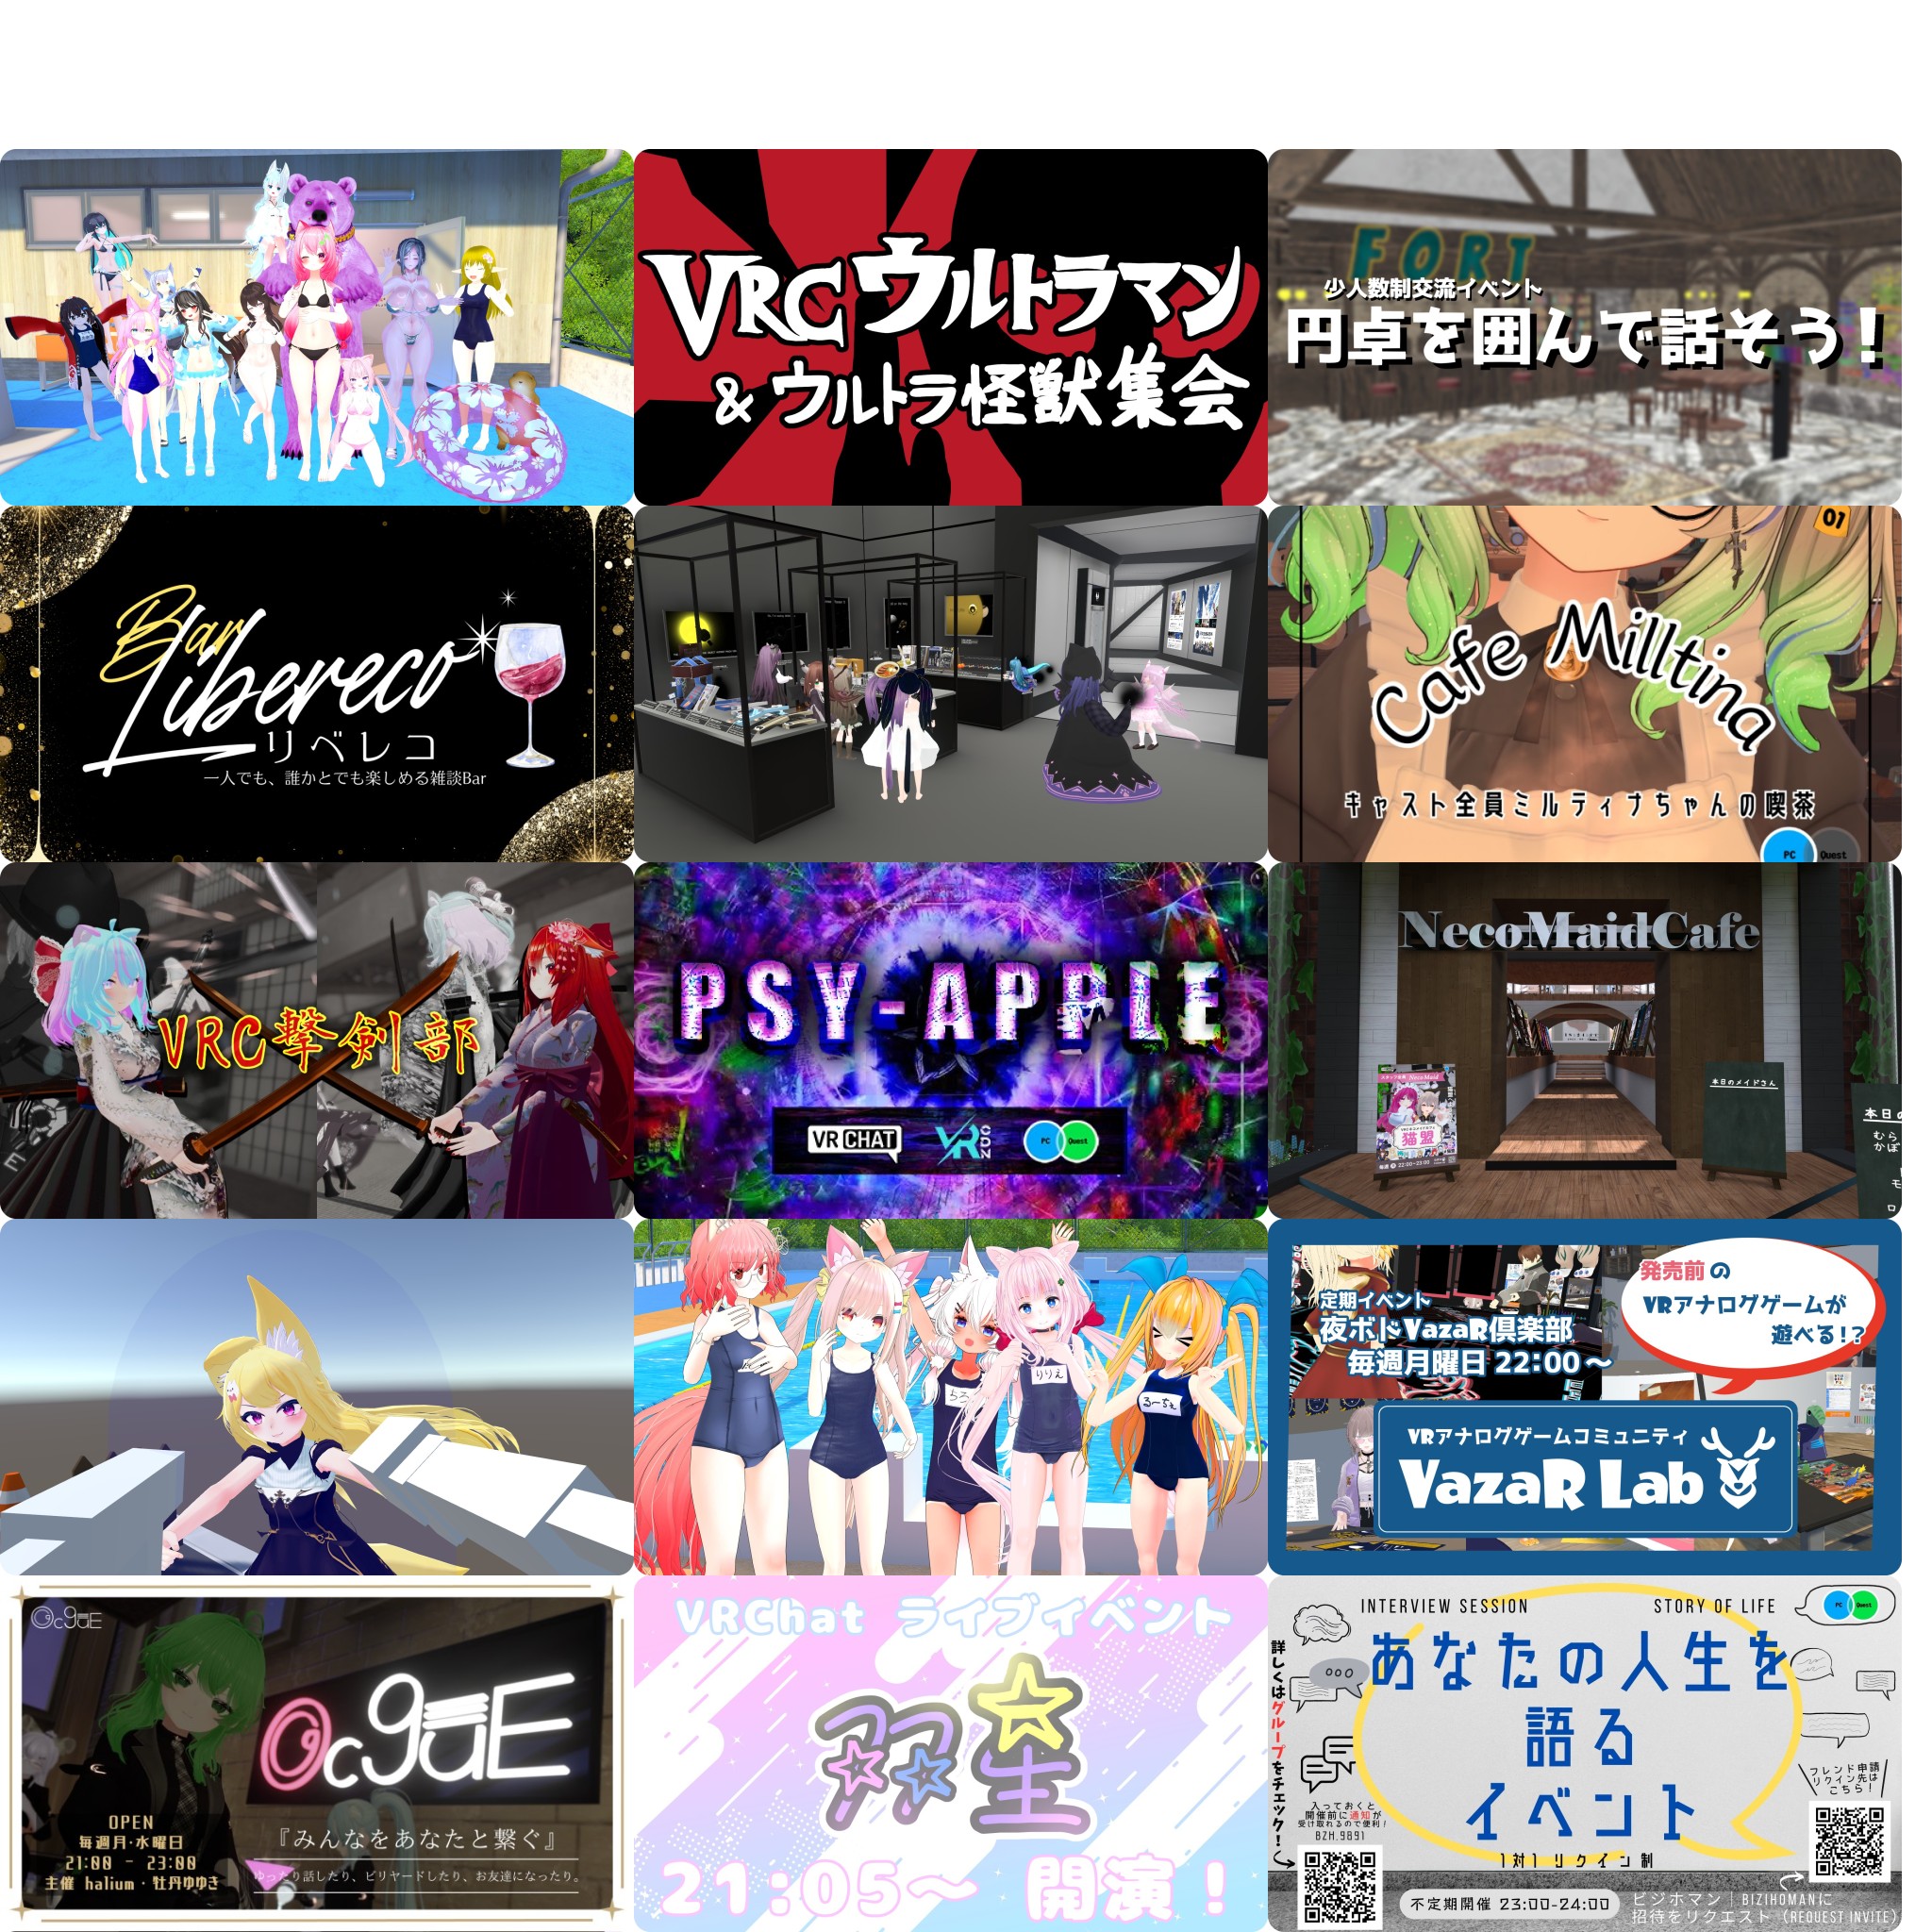 VRCウルトラマン
& ウルトラ怪獣集会
FORT
少人数制交流イベント
円卓を囲んで話そう！
Bar
Libereco
リベレコ
一人でも、誰かとでも楽しめる雑談Bar
01
Cafe Milltina
キャスト全員ミルティナちゃんの喫茶
PC Quest
VRC撃剣部
PSY-APPLE
VRCHAT
PC Quest
NecoMaidCafe
本日のメイドさん
猫盟
ちろ
りりえ
るーちぇ
発売前の
VRアナログゲームが
遊べる!?
定期イベント
夜ボドVazaR倶楽部
毎週月曜日 22:00～
VRアナログゲームコミュニティ
VazaR Lab
OcguE
OcguE
OPEN
毎週月・水曜日
21:00 - 23:00
主催 halium・牡丹ゆゆき
『みんなをあなたと繋ぐ』
ゆったり話したり、ビリヤードしたり、お友達になったり。
VRChat ライブイベント
双星
21:05～ 開演！
INTERVIEW SESSION
STORY OF LIFE
PC Quest
あなたの人生を
語る
イベント
1対1 リクイン制
詳しくはグループをチェック！
入っておくと
開催前に通知が
受け取れるので便利！
BZH.9891
フレンド申請
リクイン先は
こちら！
不定期開催 23:00-24:00
ビジホマン｜BIZIHOMANに
招待をリクエスト（REQUEST INVITE）